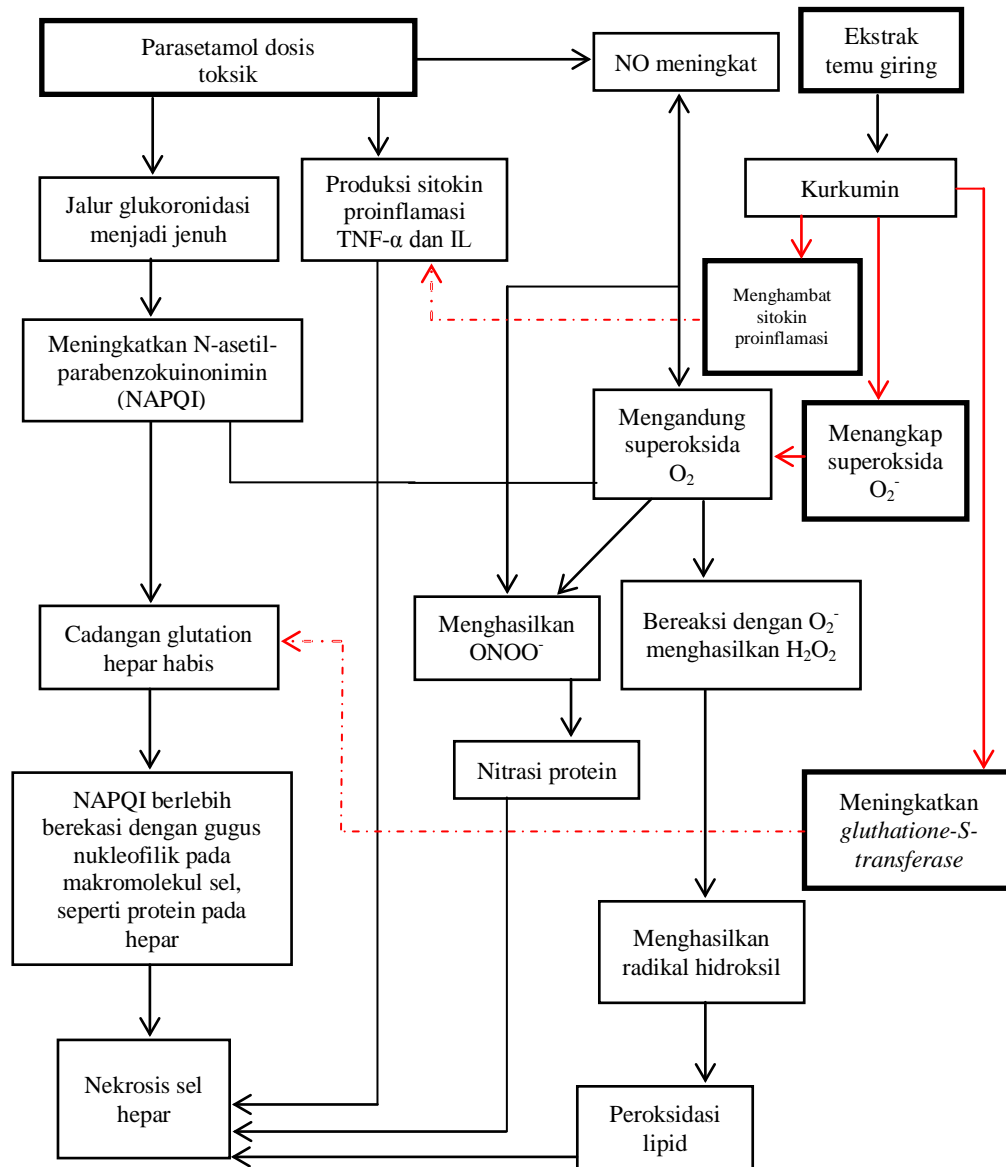 Parasetamol dosis
toksik
NO meningkat
Ekstrak
temu giring
Jalur glukoronidasi
menjadi jenuh
Produksi sitokin
proinflamasi
TNF-α dan IL
Kurkumin
Menghambat
sitokin
proinflamasi
Meningkatkan N-asetil-
parabenzokuinonimin
(NAPQI)
Mengandung
superoksida
O₂
Menangkap
superoksida
O₂⁻
Cadangan glutation
hepar habis
Menghasilkan
ONOO⁻
Bereaksi dengan O₂⁻
menghasilkan H₂O₂
Nitrasi protein
NAPQI berlebih
berekasi dengan gugus
nukleofilik pada
makromolekul sel,
seperti protein pada
hepar
Meningkatkan
gluthatione-S-
transferase
Menghasilkan
radikal hidroksil
Nekrosis sel
hepar
Peroksidasi
lipid